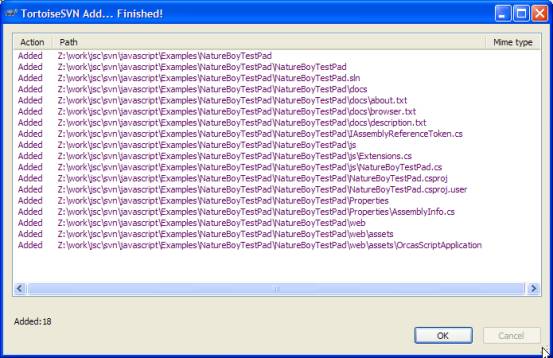 TortoiseSVN Add... Finished!
Action Path Mime type
Added Z:\work\jsc\svn\javascript\Examples\NatureBoyTestPad
Added Z:\work\jsc\svn\javascript\Examples\NatureBoyTestPad\NatureBoyTestPad
Added Z:\work\jsc\svn\javascript\Examples\NatureBoyTestPad\NatureBoyTestPad.sln
Added Z:\work\jsc\svn\javascript\Examples\NatureBoyTestPad\NatureBoyTestPad\docs
Added Z:\work\jsc\svn\javascript\Examples\NatureBoyTestPad\NatureBoyTestPad\docs\about.txt
Added Z:\work\jsc\svn\javascript\Examples\NatureBoyTestPad\NatureBoyTestPad\docs\browser.txt
Added Z:\work\jsc\svn\javascript\Examples\NatureBoyTestPad\NatureBoyTestPad\docs\description.txt
Added Z:\work\jsc\svn\javascript\Examples\NatureBoyTestPad\NatureBoyTestPad\IAssemblyReferenceToken.cs
Added Z:\work\jsc\svn\javascript\Examples\NatureBoyTestPad\NatureBoyTestPad\js
Added Z:\work\jsc\svn\javascript\Examples\NatureBoyTestPad\NatureBoyTestPad\js\Extensions.cs
Added Z:\work\jsc\svn\javascript\Examples\NatureBoyTestPad\NatureBoyTestPad\js\NatureBoyTestPad.cs
Added Z:\work\jsc\svn\javascript\Examples\NatureBoyTestPad\NatureBoyTestPad\NatureBoyTestPad.csproj
Added Z:\work\jsc\svn\javascript\Examples\NatureBoyTestPad\NatureBoyTestPad\NatureBoyTestPad.csproj.user
Added Z:\work\jsc\svn\javascript\Examples\NatureBoyTestPad\NatureBoyTestPad\Properties
Added Z:\work\jsc\svn\javascript\Examples\NatureBoyTestPad\NatureBoyTestPad\Properties\AssemblyInfo.cs
Added Z:\work\jsc\svn\javascript\Examples\NatureBoyTestPad\NatureBoyTestPad\web
Added Z:\work\jsc\svn\javascript\Examples\NatureBoyTestPad\NatureBoyTestPad\web\assets
Added Z:\work\jsc\svn\javascript\Examples\NatureBoyTestPad\NatureBoyTestPad\web\assets\OrcasScriptApplication
Added:18
OK Cancel